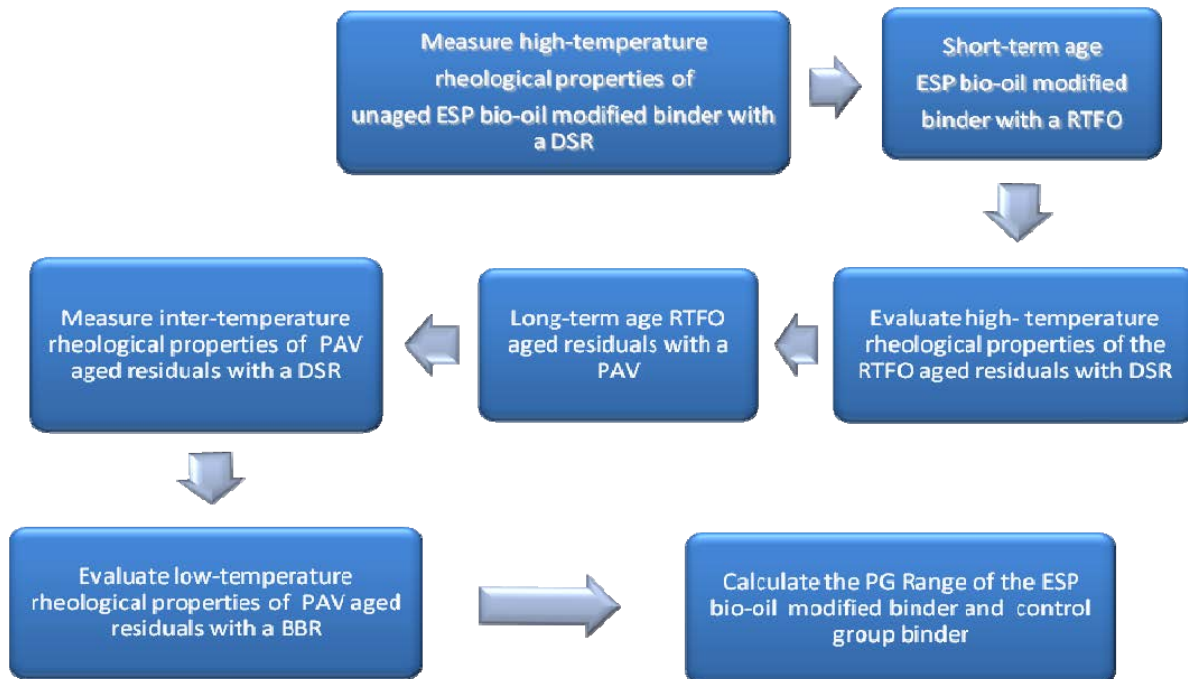 Measure high-temperature
rheological properties of
unaged ESP bio-oil modified binder with
a DSR
Short-term age
ESP bio-oil modified
binder with a RTFO
Evaluate high- temperature
rheological properties of the
RTFO aged residuals with DSR
Long-term age RTFO
aged residuals with a
PAV
Measure inter-temperature
rheological properties of PAV
aged residuals with a DSR
Evaluate low-temperature
rheological properties of PAV aged
residuals with a BBR
Calculate the PG Range of the ESP
bio-oil modified binder and control
group binder